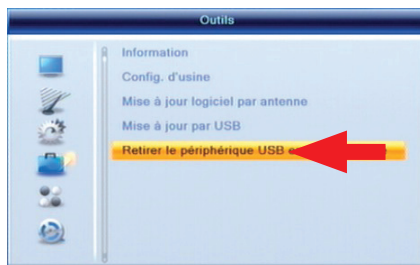 Outils
Information
Config. d'usine
Mise à jour logiciel par antenne
Mise à jour par USB
Retirer le périphérique USB